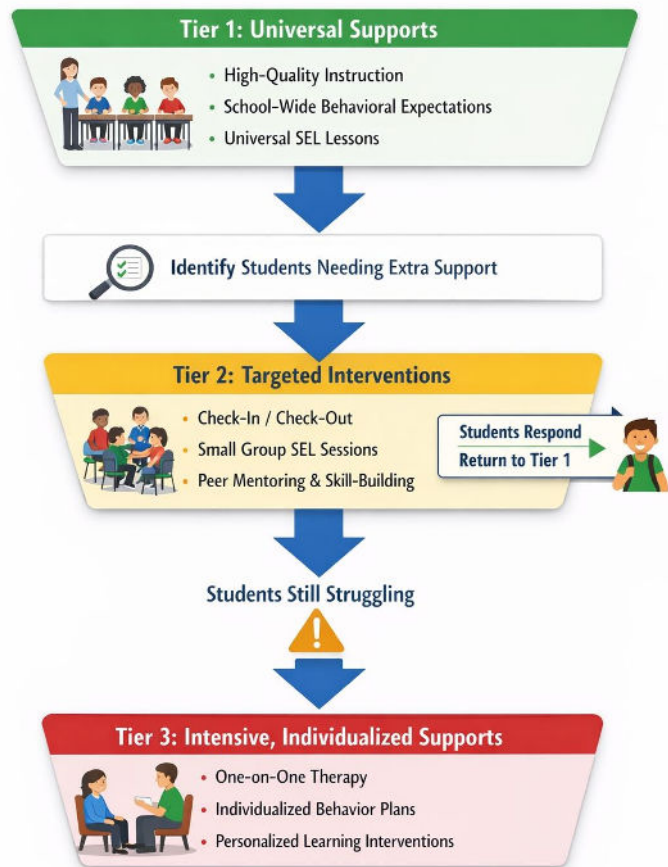 Tier 1: Universal Supports
• High-Quality Instruction
• School-Wide Behavioral Expectations
• Universal SEL Lessons
Identify Students Needing Extra Support
Tier 2: Targeted Interventions
• Check-In / Check-Out
• Small Group SEL Sessions
• Peer Mentoring & Skill-Building
Students Respond
Return to Tier 1
Students Still Struggling
!
Tier 3: Intensive, Individualized Supports
• One-on-One Therapy
• Individualized Behavior Plans
• Personalized Learning Interventions